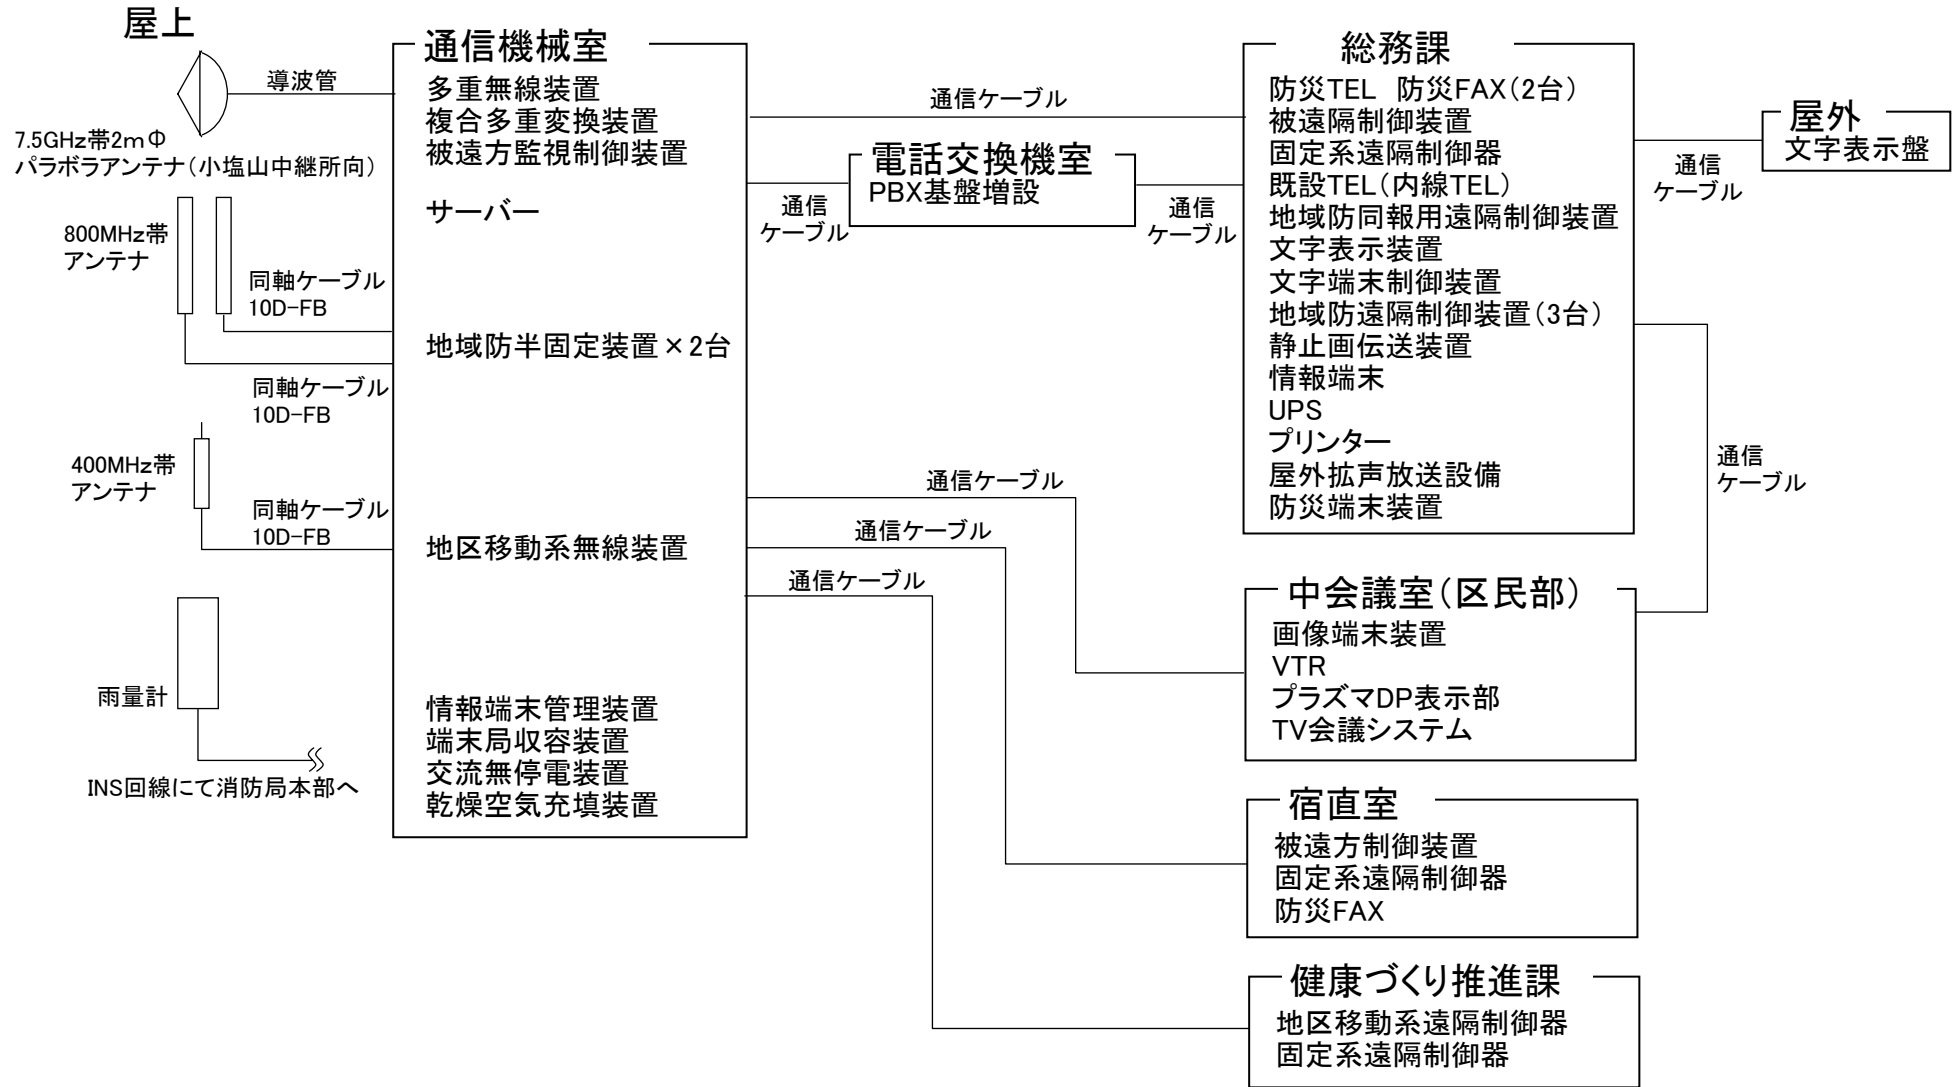 屋上
導波管
7.5GHz帯2mΦ
パラボラアンテナ(小塩山中継所向)
800MHz帯
アンテナ
同軸ケーブル
10D-FB
同軸ケーブル
10D-FB
400MHz帯
アンテナ
同軸ケーブル
10D-FB
雨量計
INS回線にて消防局本部へ
通信機械室
多重無線装置
複合多重変換装置
被遠方監視制御装置
サーバー
地域防半固定装置×2台
地区移動系無線装置
情報端末管理装置
端末局収容装置
交流無停電装置
乾燥空気充填装置
通信ケーブル
通信
ケーブル
電話交換機室
PBX基盤増設
通信
ケーブル
通信ケーブル
通信ケーブル
通信ケーブル
総務課
防災TEL 防災FAX(2台)
被遠隔制御装置
固定系遠隔制御器
既設TEL(内線TEL)
地域防同報用遠隔制御装置
文字表示装置
文字端末制御装置
地域防遠隔制御装置(3台)
静止画伝送装置
情報端末
UPS
プリンター
屋外拡声放送設備
防災端末装置
通信
ケーブル
屋外
文字表示盤
通信
ケーブル
中会議室(区民部)
画像端末装置
VTR
プラズマDP表示部
TV会議システム
宿直室
被遠方制御装置
固定系遠隔制御器
防災FAX
健康づくり推進課
地区移動系遠隔制御器
固定系遠隔制御器